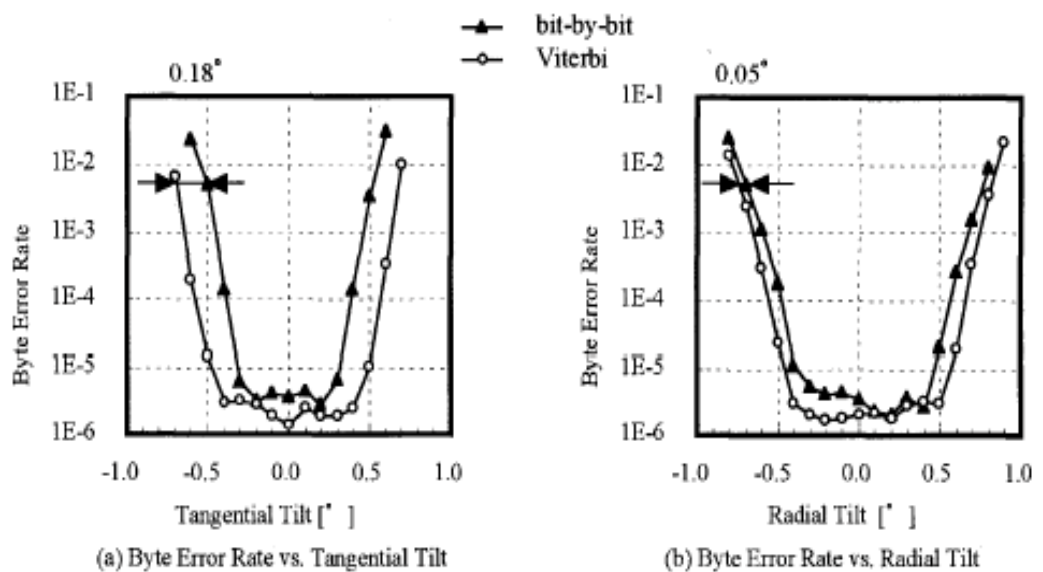 bit-by-bit
Viterbi
0.18°
1E-1
1E-2
1E-3
1E-4
1E-5
1E-6
Byte Error Rate
-1.0
-0.5
0.0
0.5
1.0
Tangential Tilt [° ]
(a) Byte Error Rate vs. Tangential Tilt
0.05°
1E-1
1E-2
1E-3
1E-4
1E-5
1E-6
Byte Error Rate
-1.0
-0.5
0.0
0.5
1.0
Radial Tilt [° ]
(b) Byte Error Rate vs. Radial Tilt